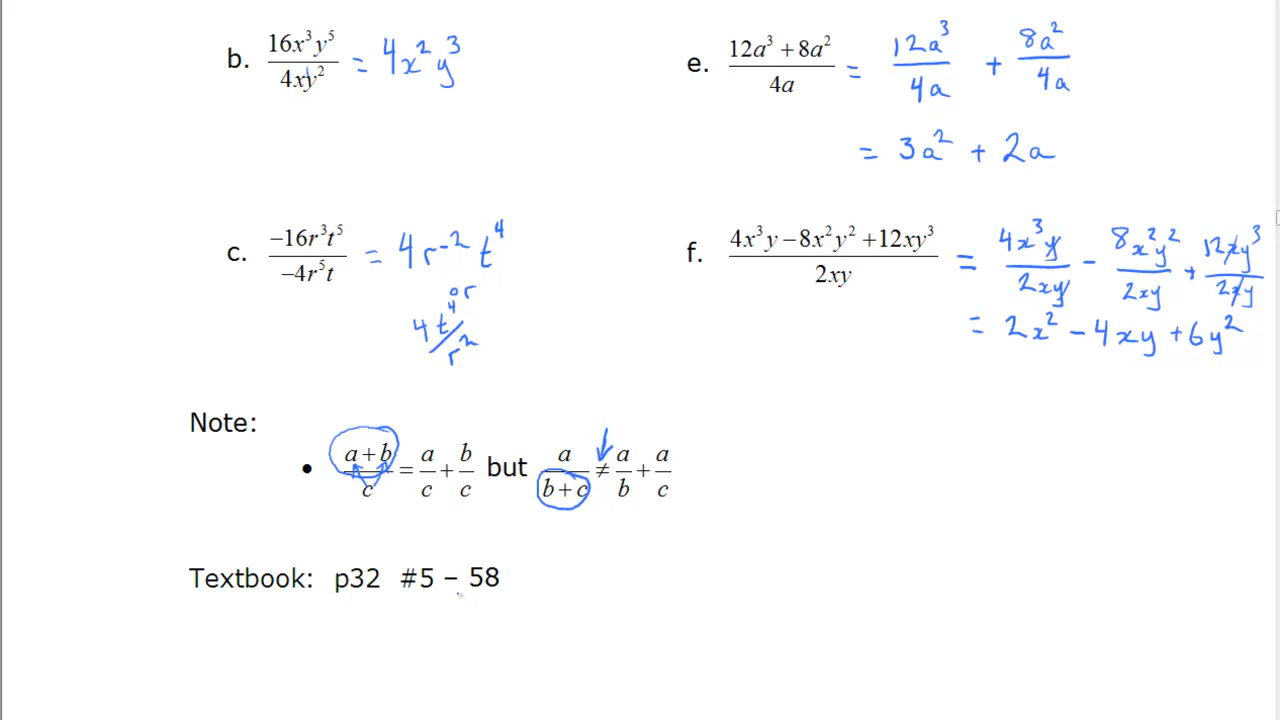 b. 16x³y⁵ / 4xy² = 4x²y³
c. −16r³t⁵ / −4r⁵t = 4r⁻²t⁴
or
4t⁴/r²
e. 12a³ + 8a² / 4a = 12a³ / 4a + 8a² / 4a
= 3a² + 2a
f. 4x³y − 8x²y² + 12xy³ / 2xy = 4x³y / 2xy − 8x²y² / 2xy + 12xy³ / 2xy
= 2x² − 4xy + 6y²
Note:
• a + b / c = a / c + b / c but a / b + c ≠ a / b + a / c
Textbook: p32 #5 – 58